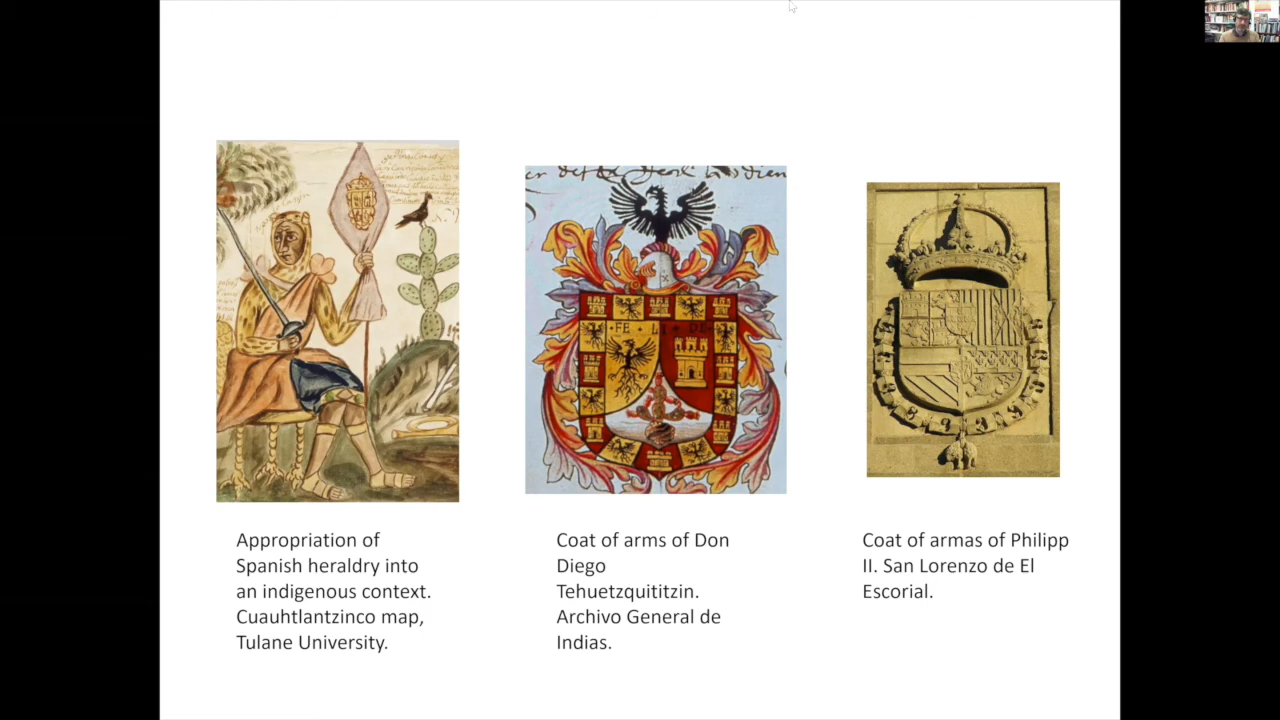 FE LI DE
Appropriation of
Spanish heraldry into
an indigenous context.
Cuauhtlantzinco map,
Tulane University.
Coat of arms of Don
Diego
Tehuetzquititzin.
Archivo General de
Indias.
Coat of armas of Philipp
II. San Lorenzo de El
Escorial.